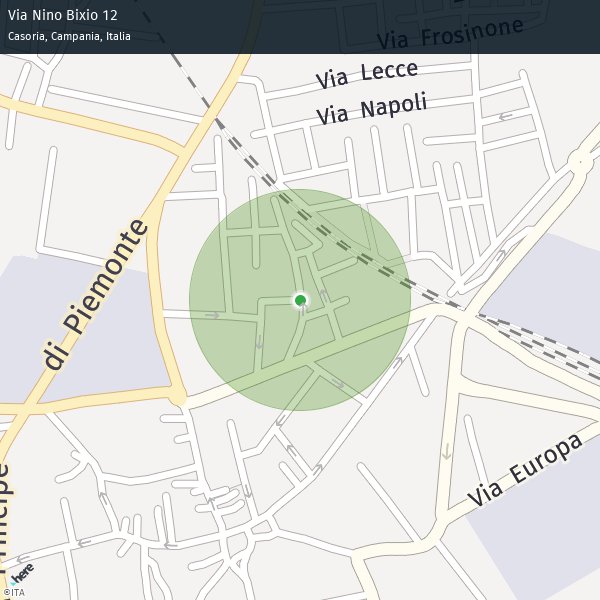 Via Nino Bixio 12
Casoria, Campania, Italia
Via Frosinone
Via Lecce
Via Napoli
di Piemonte
Via Europa
Principe
here
©ITA